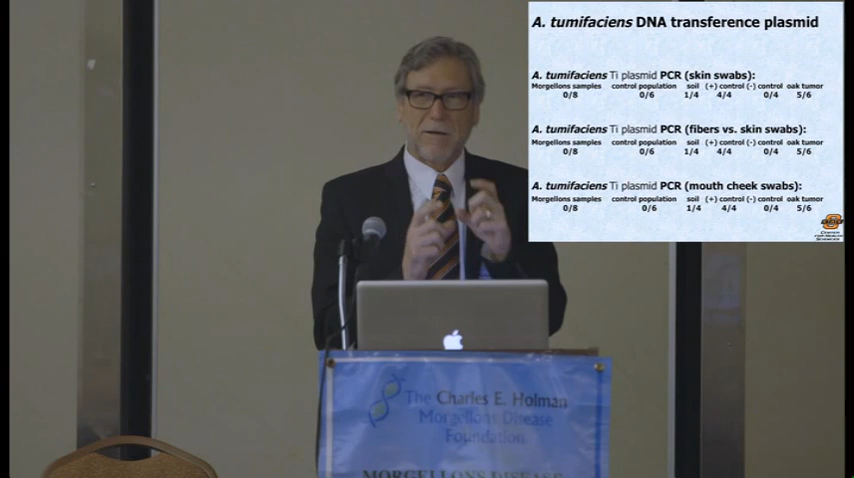 A. tumifaciens DNA transference plasmid
A. tumifaciens Ti plasmid PCR (skin swabs):
Morgellons samples control population soil (+) control (-) control oak tumor
0/8 0/6 1/4 4/4 0/4 5/6
A. tumifaciens Ti plasmid PCR (fibers vs. skin swabs):
Morgellons samples control population soil (+) control (-) control oak tumor
0/8 0/6 1/4 4/4 0/4 5/6
A. tumifaciens Ti plasmid PCR (mouth cheek swabs):
Morgellons samples control population soil (+) control (-) control oak tumor
0/8 0/6 1/4 4/4 0/4 5/6
CENTER
FOR HEALTH
SCIENCES
The Charles E. Holman
Morgellons Disease
Foundation
MORGELLONS DISEASE